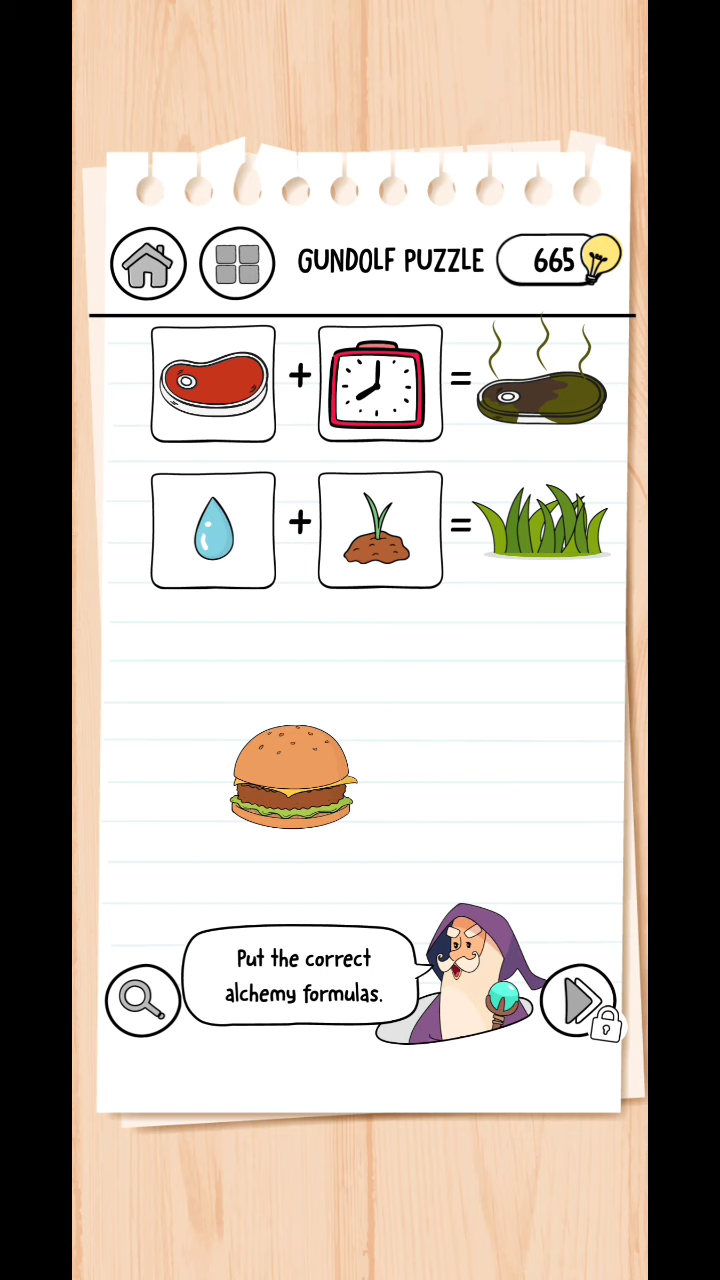 GUNDOLF PUZZLE 665
+ =
+ =
Put the correct
alchemy formulas.